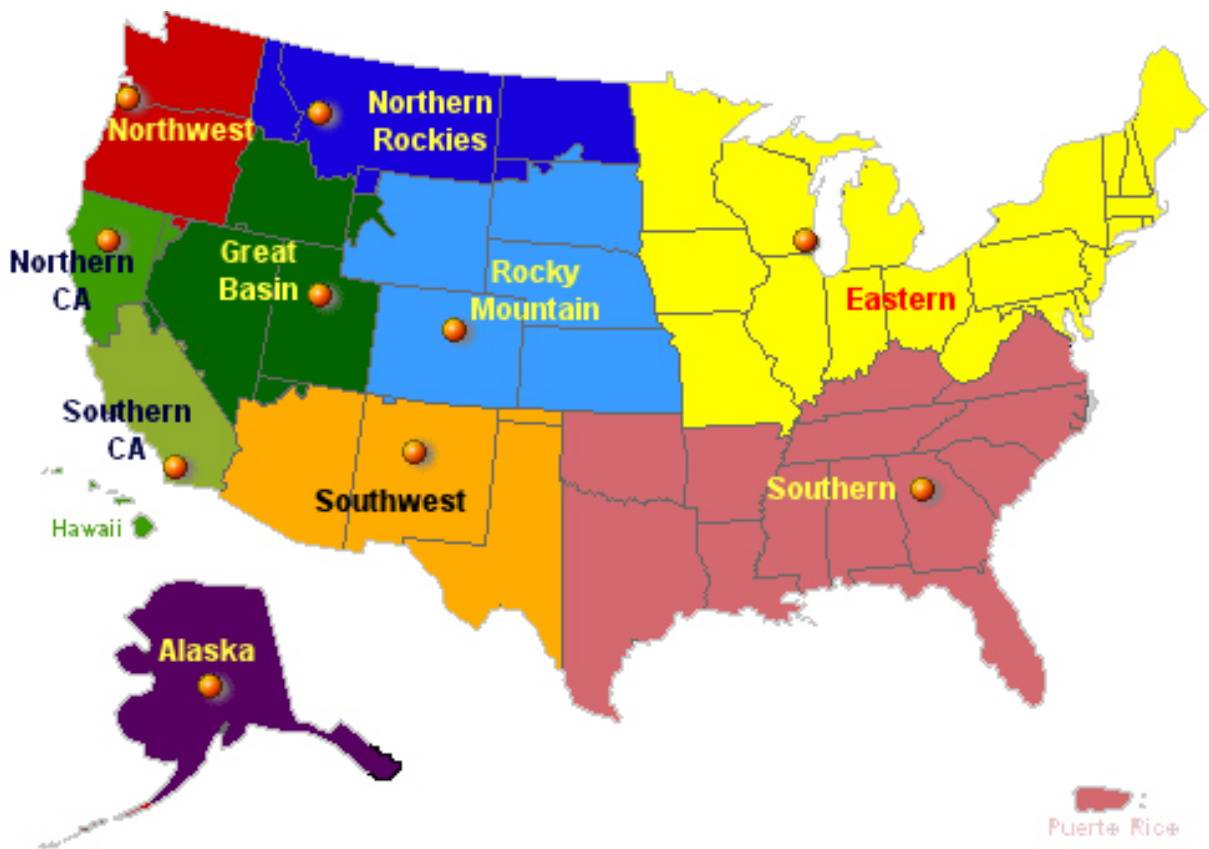 Northwest
Northern
Rockies
Northern
CA
Great
Basin
Rocky
Mountain
Eastern
Southern
CA
Southwest
Southern
Hawaii
Alaska
Puerto Rico